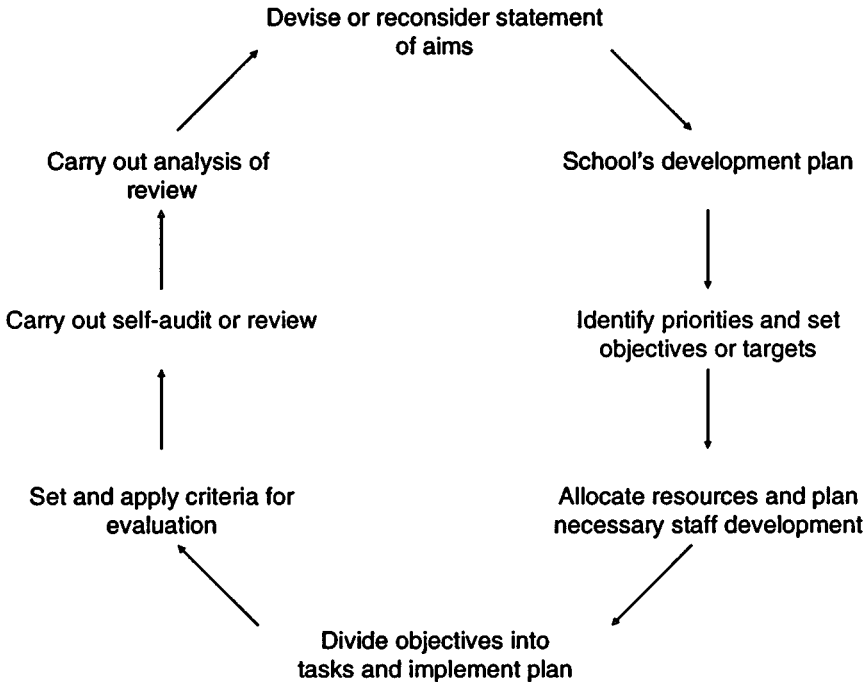 Devise or reconsider statement
of aims
School's development plan
Identify priorities and set
objectives or targets
Allocate resources and plan
necessary staff development
Divide objectives into
tasks and implement plan
Set and apply criteria for
evaluation
Carry out self-audit or review
Carry out analysis of
review